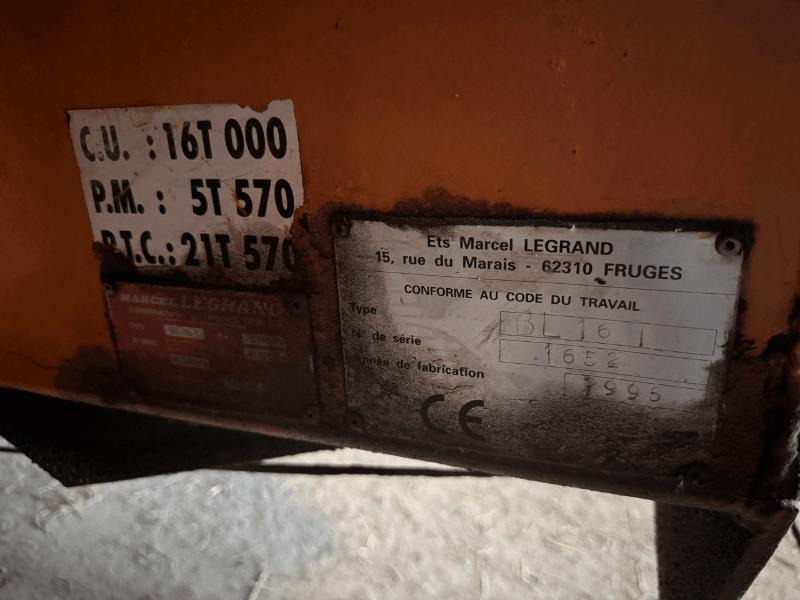 C.U. : 16T 000
P.M. : 5T 570
P.T.C.: 21T 570
MARCEL LEGRAND
Ets Marcel LEGRAND
15, rue du Marais - 62310 FRUGES
CONFORME AU CODE DU TRAVAIL
Type BL 16
N° de série 1652
Année de fabrication 1995
CE